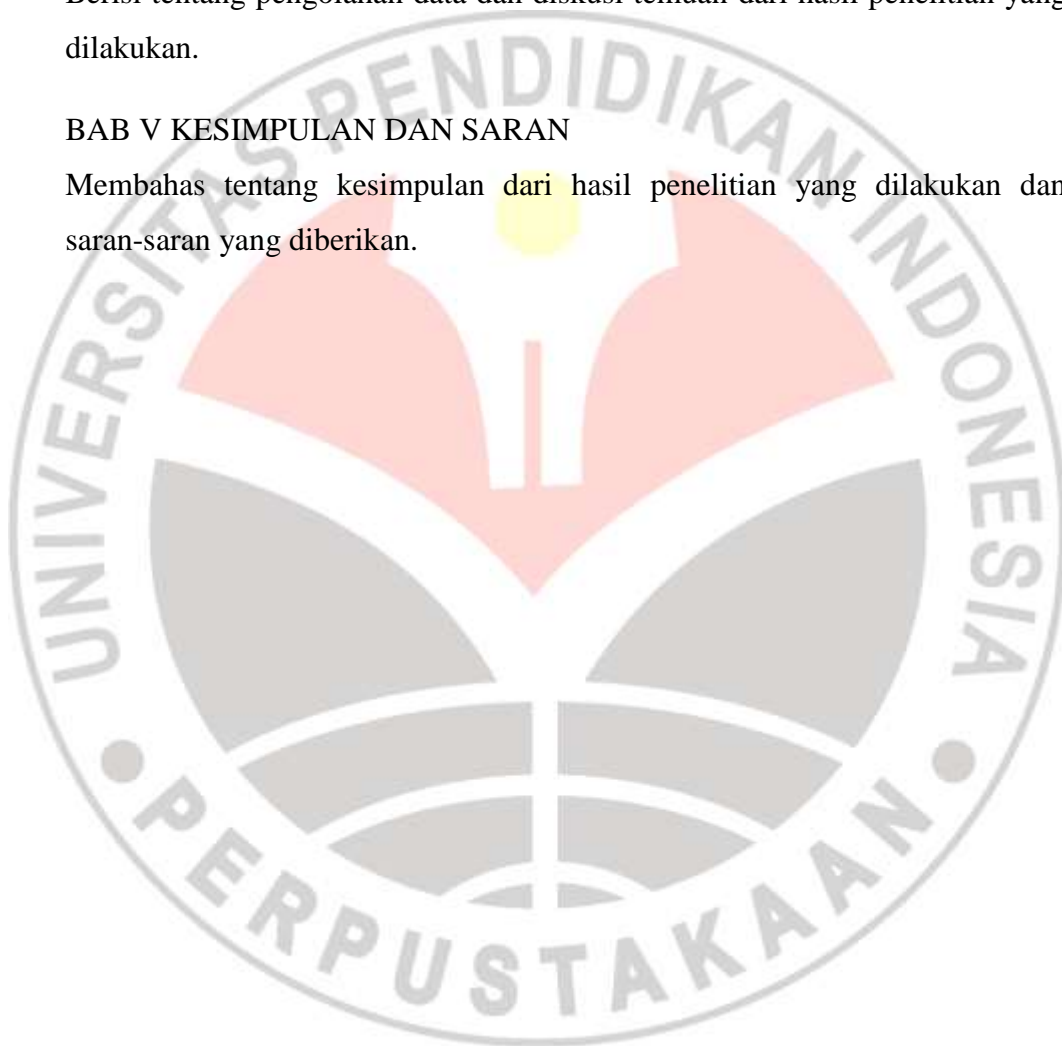 Berisi tentang pengolahan data dan diskusi temuan dari hasil penelitian yang
dilakukan.
BAB V KESIMPULAN DAN SARAN
Membahas tentang kesimpulan dari hasil penelitian yang dilakukan dan
saran-saran yang diberikan.
UNIVERSITAS PENDIDIKAN INDONESIA
PERPUSTAKAAN